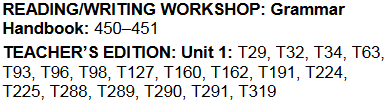 READING/WRITING WORKSHOP: Grammar
Handbook: 450–451
TEACHER’S EDITION: Unit 1: T29, T32, T34, T63,
T93, T96, T98, T127, T160, T162, T191, T224,
T225, T288, T289, T290, T291, T319